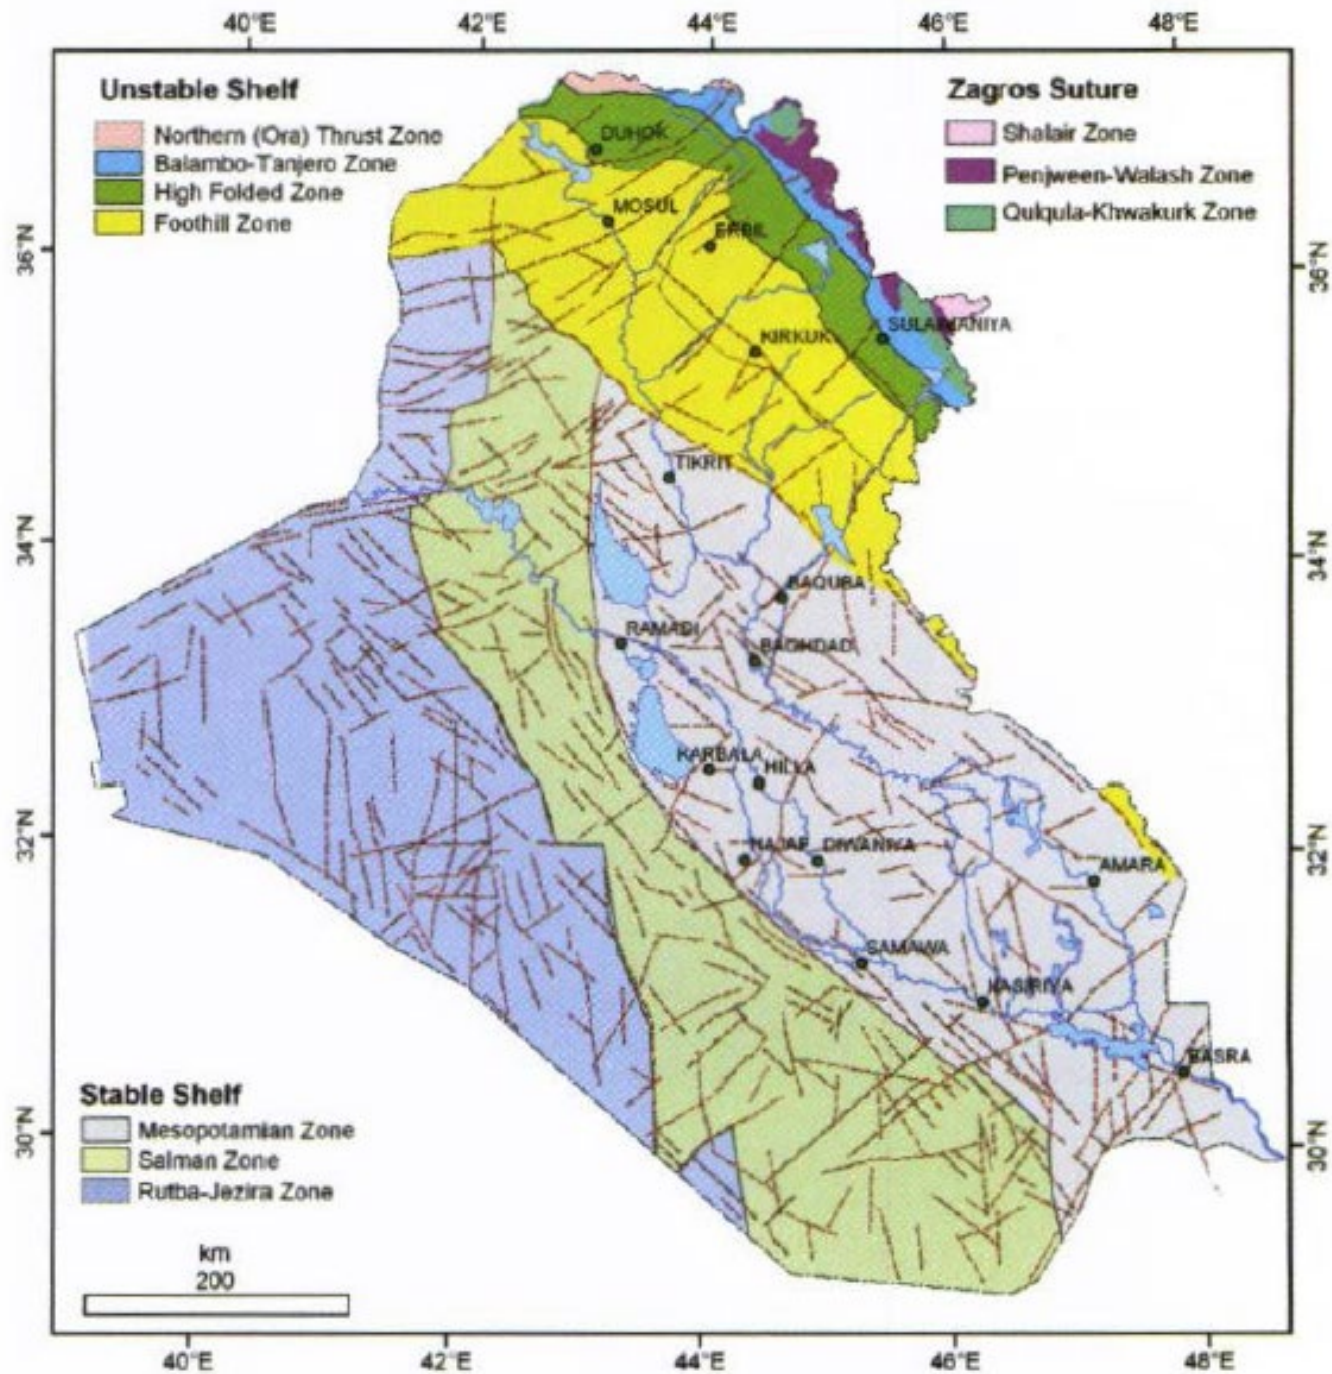 40°E 42°E 44°E 46°E 48°E
Unstable Shelf
Northern (Ora) Thrust Zone
Balambo-Tanjero Zone
High Folded Zone
Foothill Zone
Zagros Suture
Shalair Zone
Penjween-Walash Zone
Qulqula-Khwakurk Zone
DUHOK
MOSUL
ERBIL
36°N
36°N
SULAIMANIYA
KIRKUK
TIKRIT
34°N
34°N
BAQUBA
RAMADI
BAGHDAD
KARBALA
HILLA
32°N
32°N
NAJAF
DIWANIYA
AMARA
SAMAWA
NASIRIYA
BASRA
Stable Shelf
Mesopotamian Zone
Salman Zone
Rutba-Jezira Zone
30°N
30°N
km
200
40°E 42°E 44°E 46°E 48°E